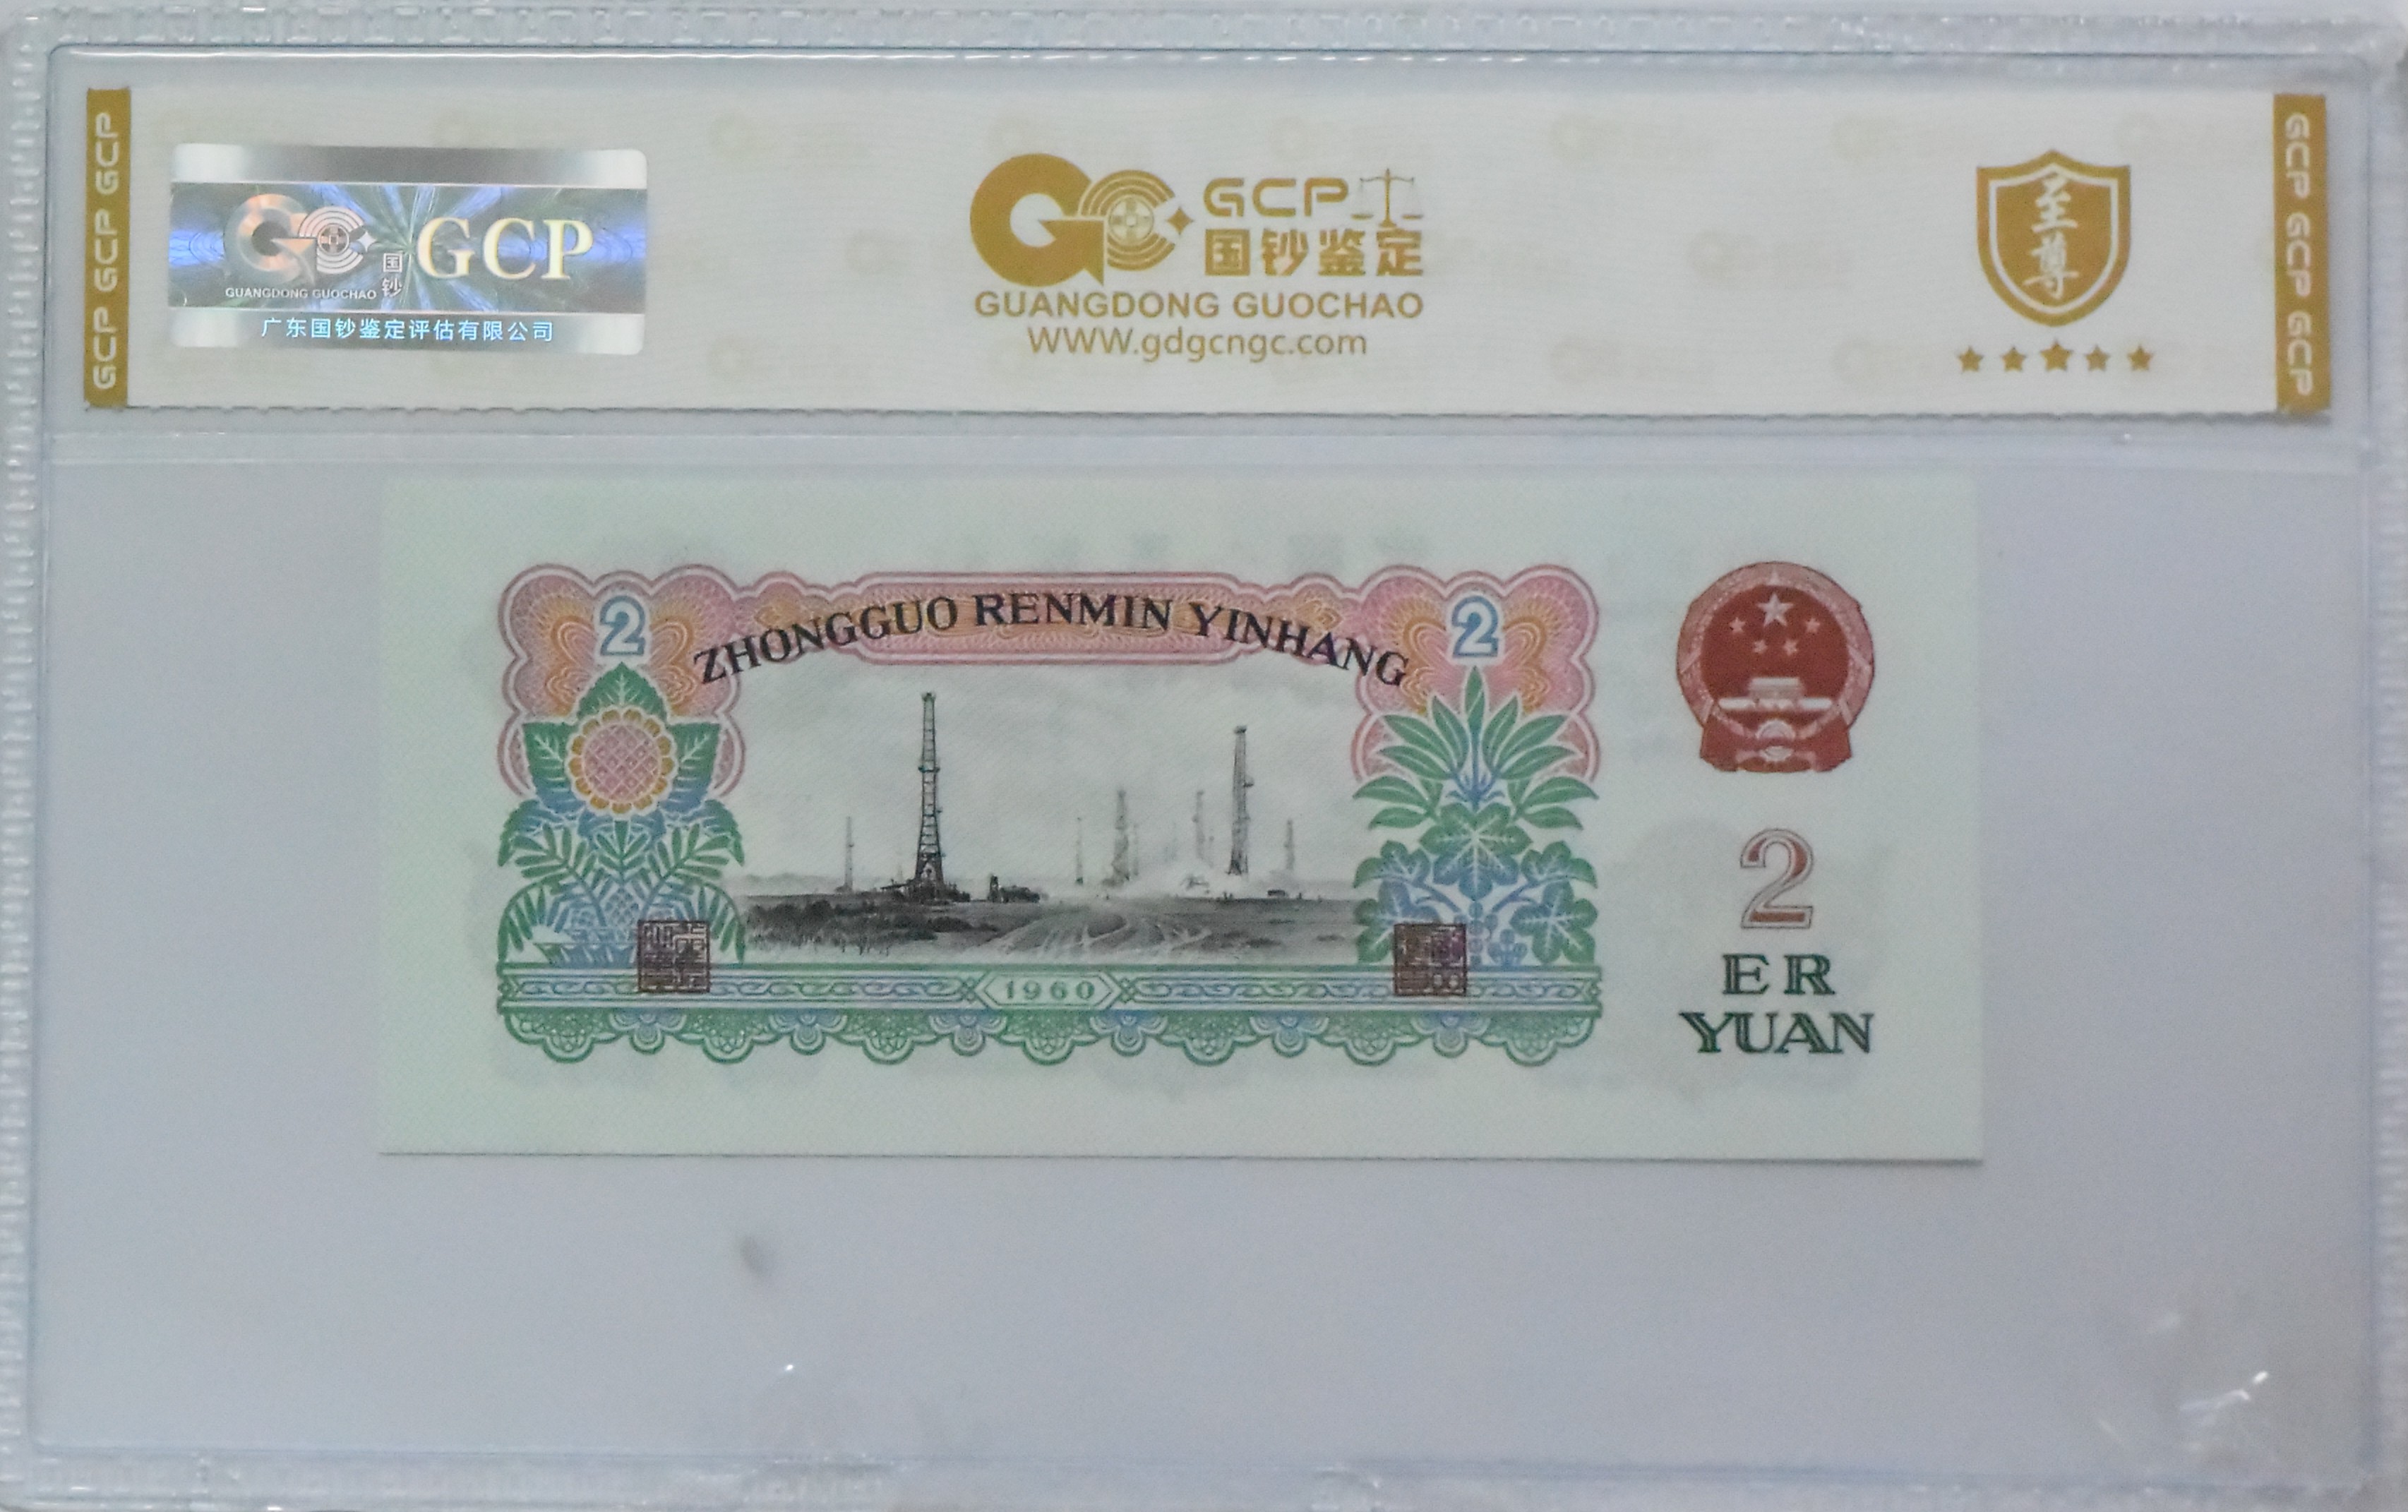 GCP GCP GCP
GCP
国钞
GUANGDONG GUOCHAO
广东国钞鉴定评估有限公司
GCP
国钞鉴定
GUANGDONG GUOCHAO
WWW.gdgcngc.com
至尊
GCP GCP GCP
2
ZHONGGUO RENMIN YINHANG
2
1960
2
ER
YUAN